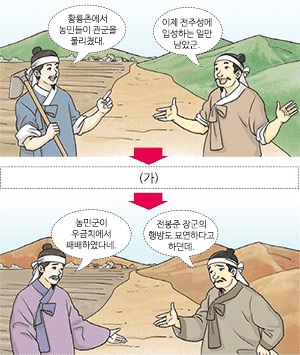 황룡촌에서
농민들이 관군을
물리쳤대.
이제 전주성에
입성하는 일만
남았군.
(가)
농민군이
우금치에서
패배하였다네.
전봉준 장군의
행방도 묘연하다고
하던데.